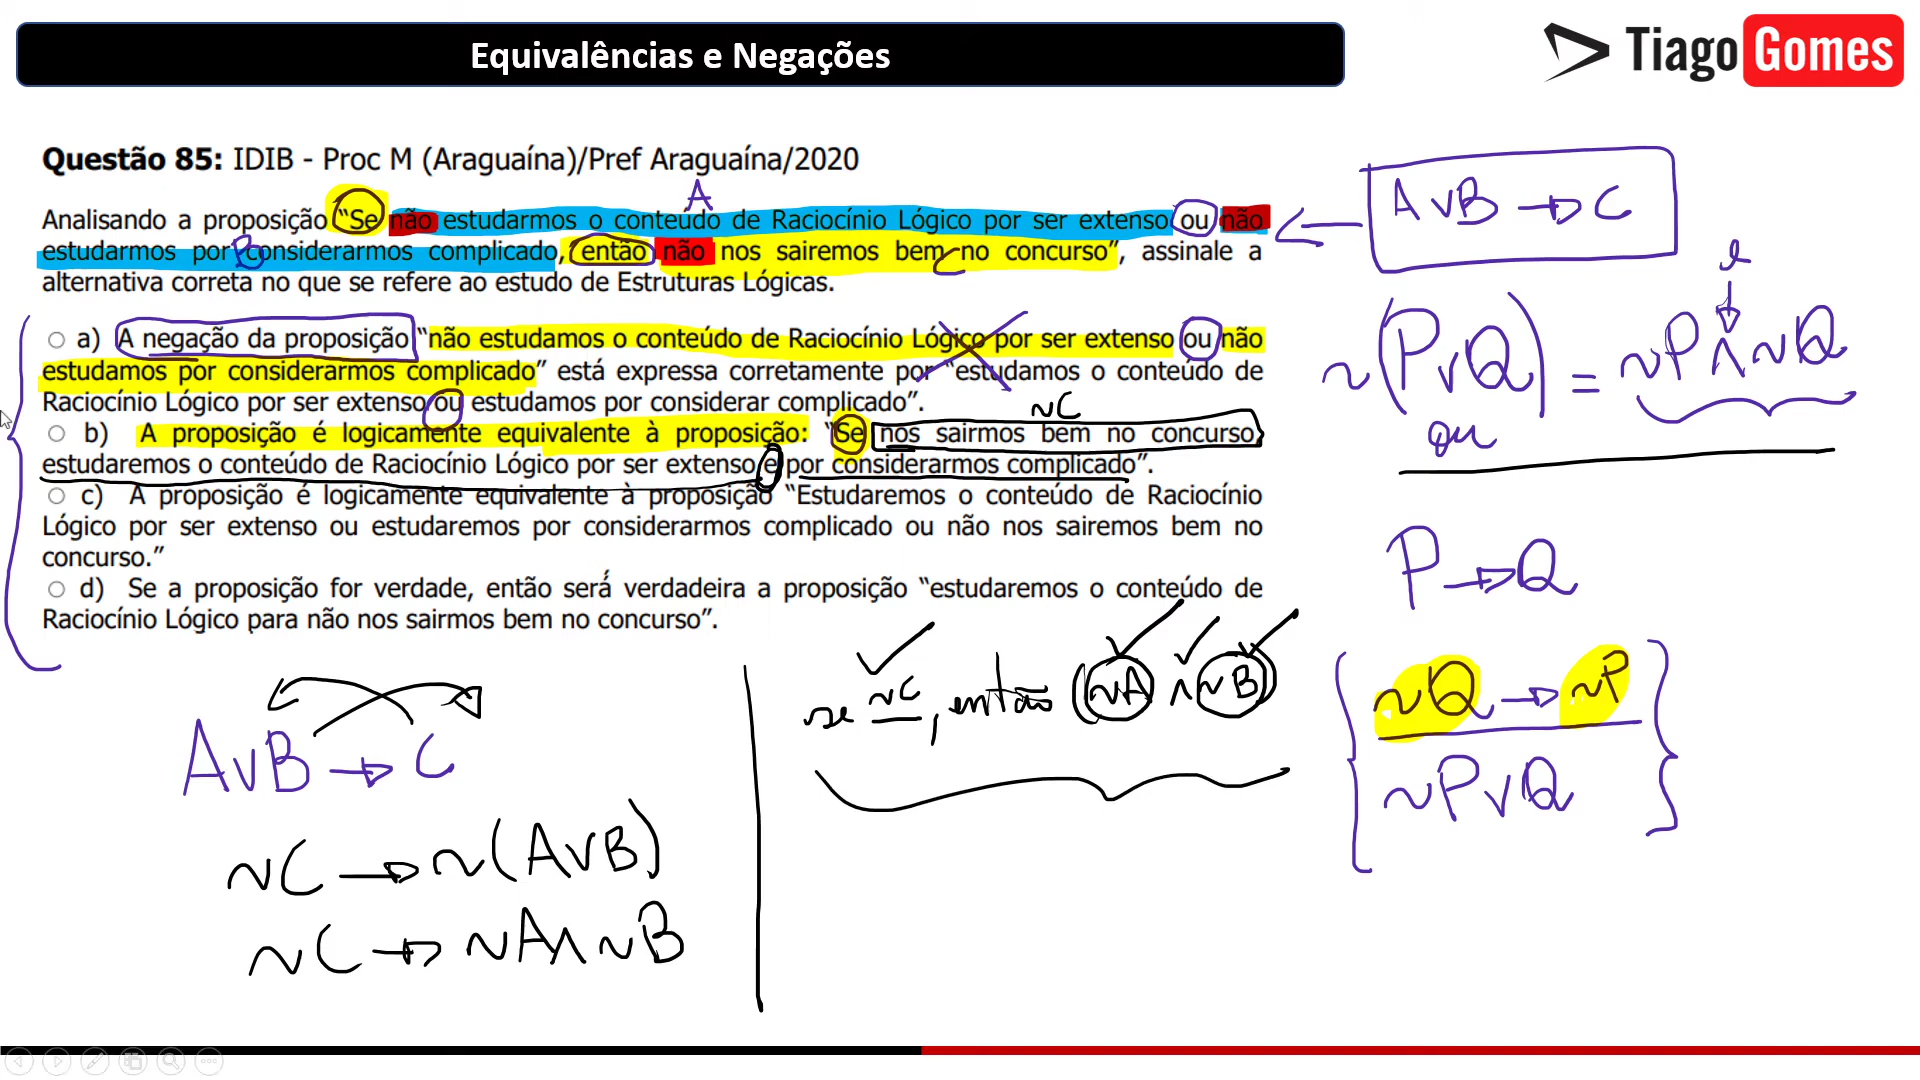 Equivalências e Negações
Tiago Gomes
Questão 85: IDIB - Proc M (Araguaína)/Pref Araguaína/2020
A
Analisando a proposição “Se não estudarmos o conteúdo de Raciocínio Lógico por ser extenso ou não
estudarmos por considerarmos complicado, então não nos sairemos bem no concurso”, assinale a
B
C
alternativa correta no que se refere ao estudo de Estruturas Lógicas.
a) A negação da proposição “não estudamos o conteúdo de Raciocínio Lógico por ser extenso ou não
estudamos por considerarmos complicado” está expressa corretamente por “estudamos o conteúdo de
Raciocínio Lógico por ser extenso ou estudamos por considerar complicado”.
~C
b) A proposição é logicamente equivalente à proposição: “Se nos sairmos bem no concurso,
estudaremos o conteúdo de Raciocínio Lógico por ser extenso e por considerarmos complicado”.
c) A proposição é logicamente equivalente à proposição “Estudaremos o conteúdo de Raciocínio
Lógico por ser extenso ou estudaremos por considerarmos complicado ou não nos sairemos bem no
concurso.”
d) Se a proposição for verdade, então será verdadeira a proposição “estudaremos o conteúdo de
Raciocínio Lógico para não nos sairmos bem no concurso”.
A∨B → C
e
~(P∨Q) = ~P ∧ ~Q
ou
P → Q
~Q → ~P
~P∨Q
A∨B → C
~C → ~(A∨B)
~C → ~A∧~B
se ~C, então (~A ∧ ~B)